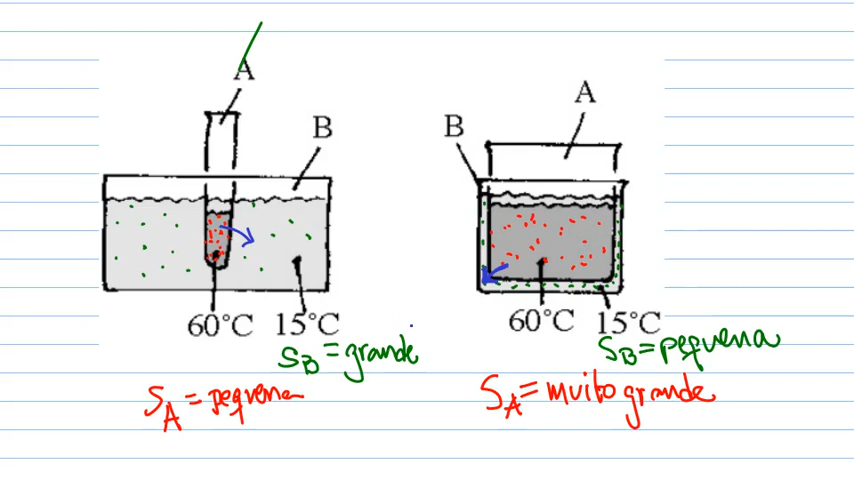 A
B
60°C 15°C
S_B = grande
S_A = pequena
A
B
60°C 15°C
S_B = pequena
S_A = muito grande